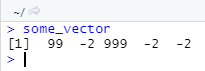 ~/
> some_vector
[1]  99  -2 999  -2  -2
>